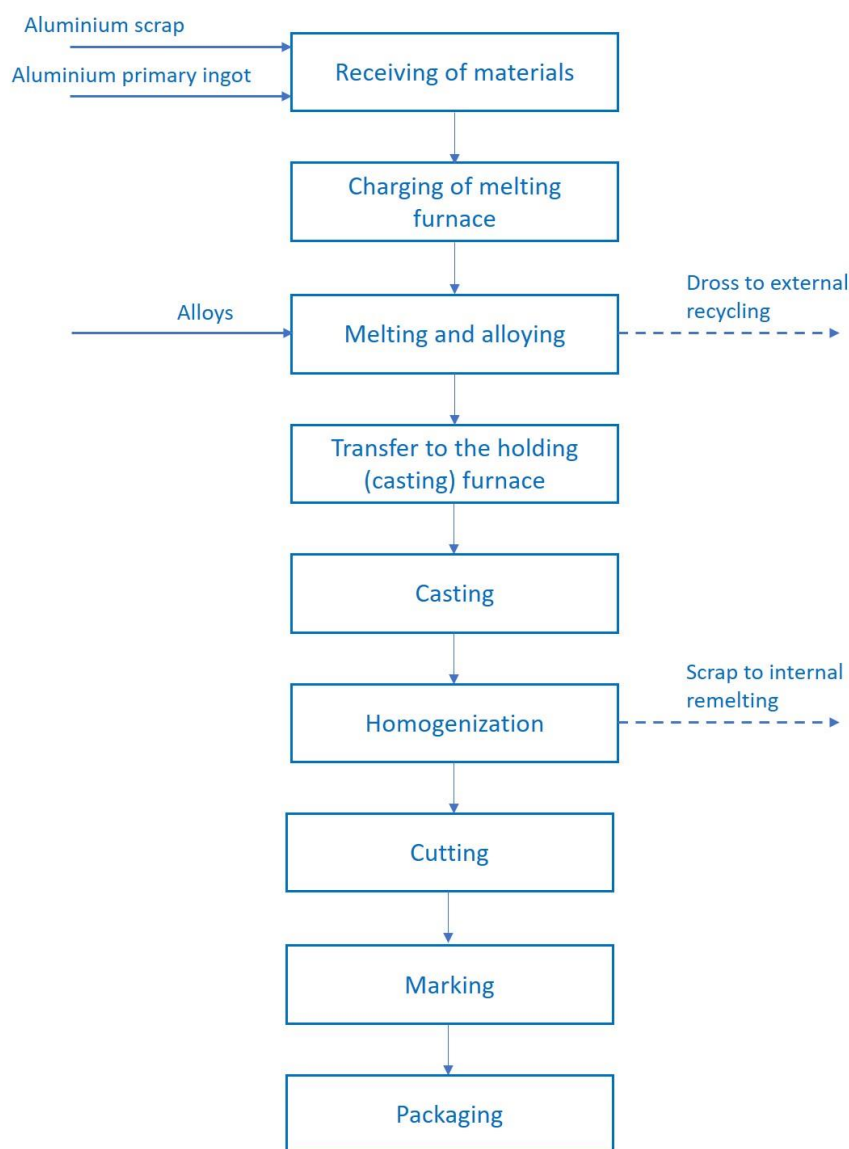 Aluminium scrap
Aluminium primary ingot
Receiving of materials
Charging of melting
furnace
Alloys
Melting and alloying
Dross to external
recycling
Transfer to the holding
(casting) furnace
Casting
Homogenization
Scrap to internal
remelting
Cutting
Marking
Packaging